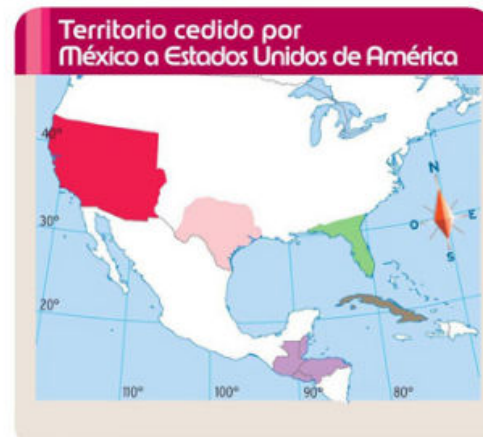 Territorio cedido por
México a Estados Unidos de América
40°
N
30°
O
E
S
20°
110°
100°
90°
80°